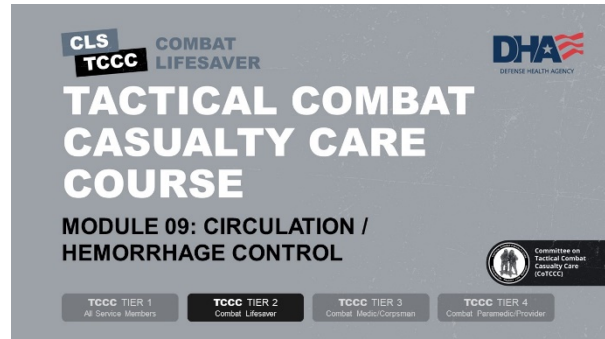 CLS
TCCC
COMBAT
LIFESAVER
DHA
DEFENSE HEALTH AGENCY
TACTICAL COMBAT
CASUALTY CARE
COURSE
MODULE 09: CIRCULATION /
HEMORRHAGE CONTROL
Committee on
Tactical Combat
Casualty Care
(CoTCCC)
TCCC TIER 1
All Service Members
TCCC TIER 2
Combat Lifesaver
TCCC TIER 3
Combat Medic/Corpsman
TCCC TIER 4
Combat Paramedic/Provider